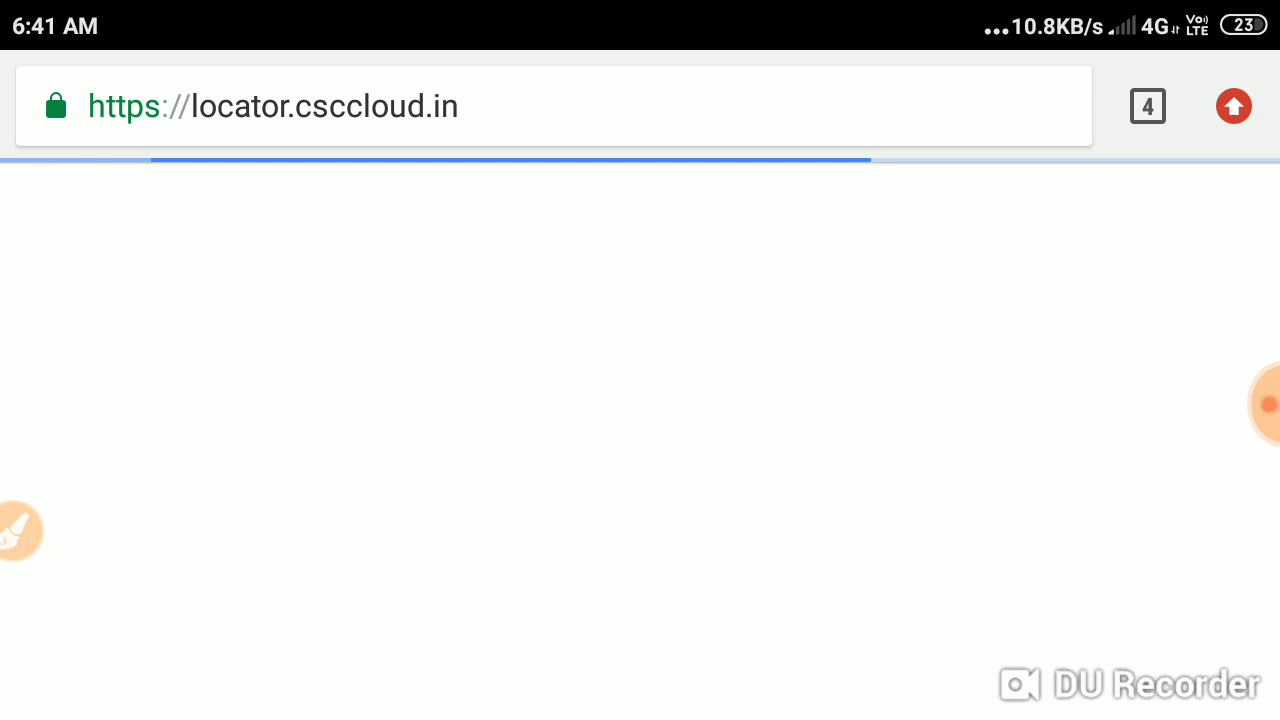 6:41 AM
...10.8KB/s 4G Vo) LTE 23
https://locator.csccloud.in
4
DU Recorder